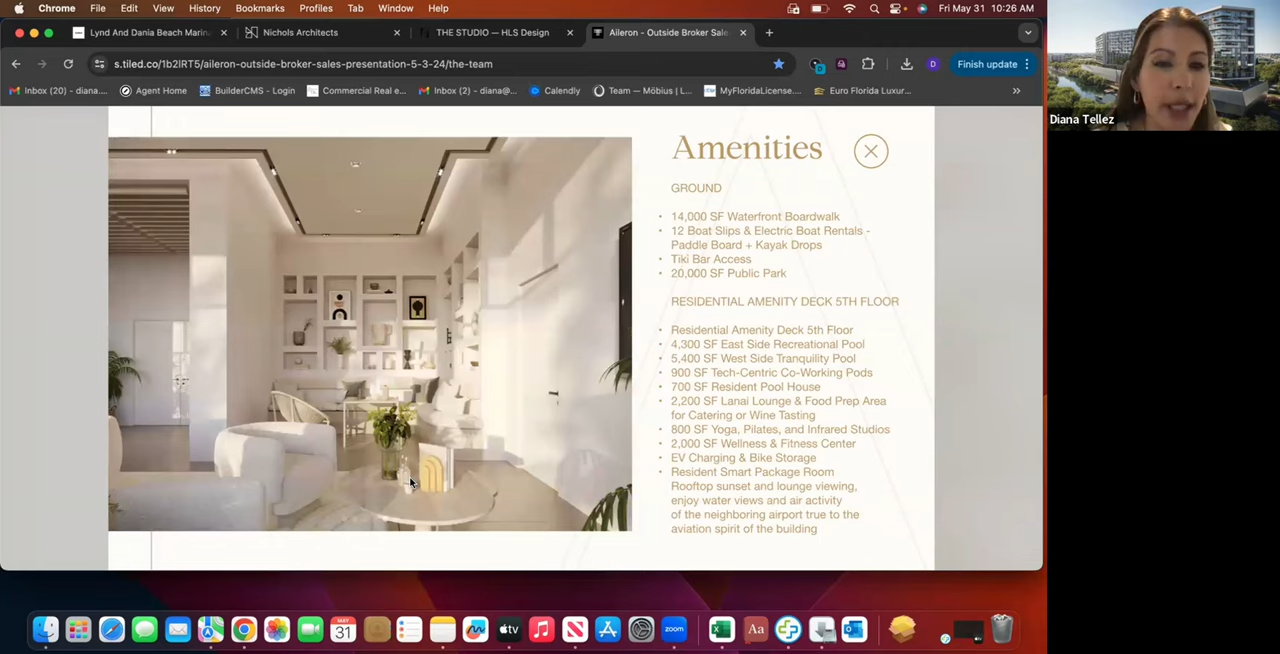 Chrome File Edit View History Bookmarks Profiles Tab Window Help Fri May 31 10:26 AM
Lynd And Dania Beach Marin Nichols Architects THE STUDIO — HLS Design Aileron - Outside Broker Sale
s.tiled.co/1b2lRT5/aileron-outside-broker-sales-presentation-5-3-24/the-team D Finish update
Inbox (20) - diana.... Agent Home BuilderCMS - Login Commercial Real e... Inbox (2) - diana@... Calendly Team — Möbius | L... MyFloridaLicense.... Euro Florida Luxur... »
Diana Tellez
Amenities
GROUND
• 14,000 SF Waterfront Boardwalk
• 12 Boat Slips & Electric Boat Rentals -
Paddle Board + Kayak Drops
• Tiki Bar Access
• 20,000 SF Public Park
RESIDENTIAL AMENITY DECK 5TH FLOOR
• Residential Amenity Deck 5th Floor
• 4,300 SF East Side Recreational Pool
• 5,400 SF West Side Tranquility Pool
• 900 SF Tech-Centric Co-Working Pods
• 700 SF Resident Pool House
• 2,200 SF Lanai Lounge & Food Prep Area
for Catering or Wine Tasting
• 800 SF Yoga, Pilates, and Infrared Studios
• 2,000 SF Wellness & Fitness Center
• EV Charging & Bike Storage
• Resident Smart Package Room
Rooftop sunset and lounge viewing,
enjoy water views and air activity
of the neighboring airport true to the
aviation spirit of the building
MAY
31
tv
zoom
Aa